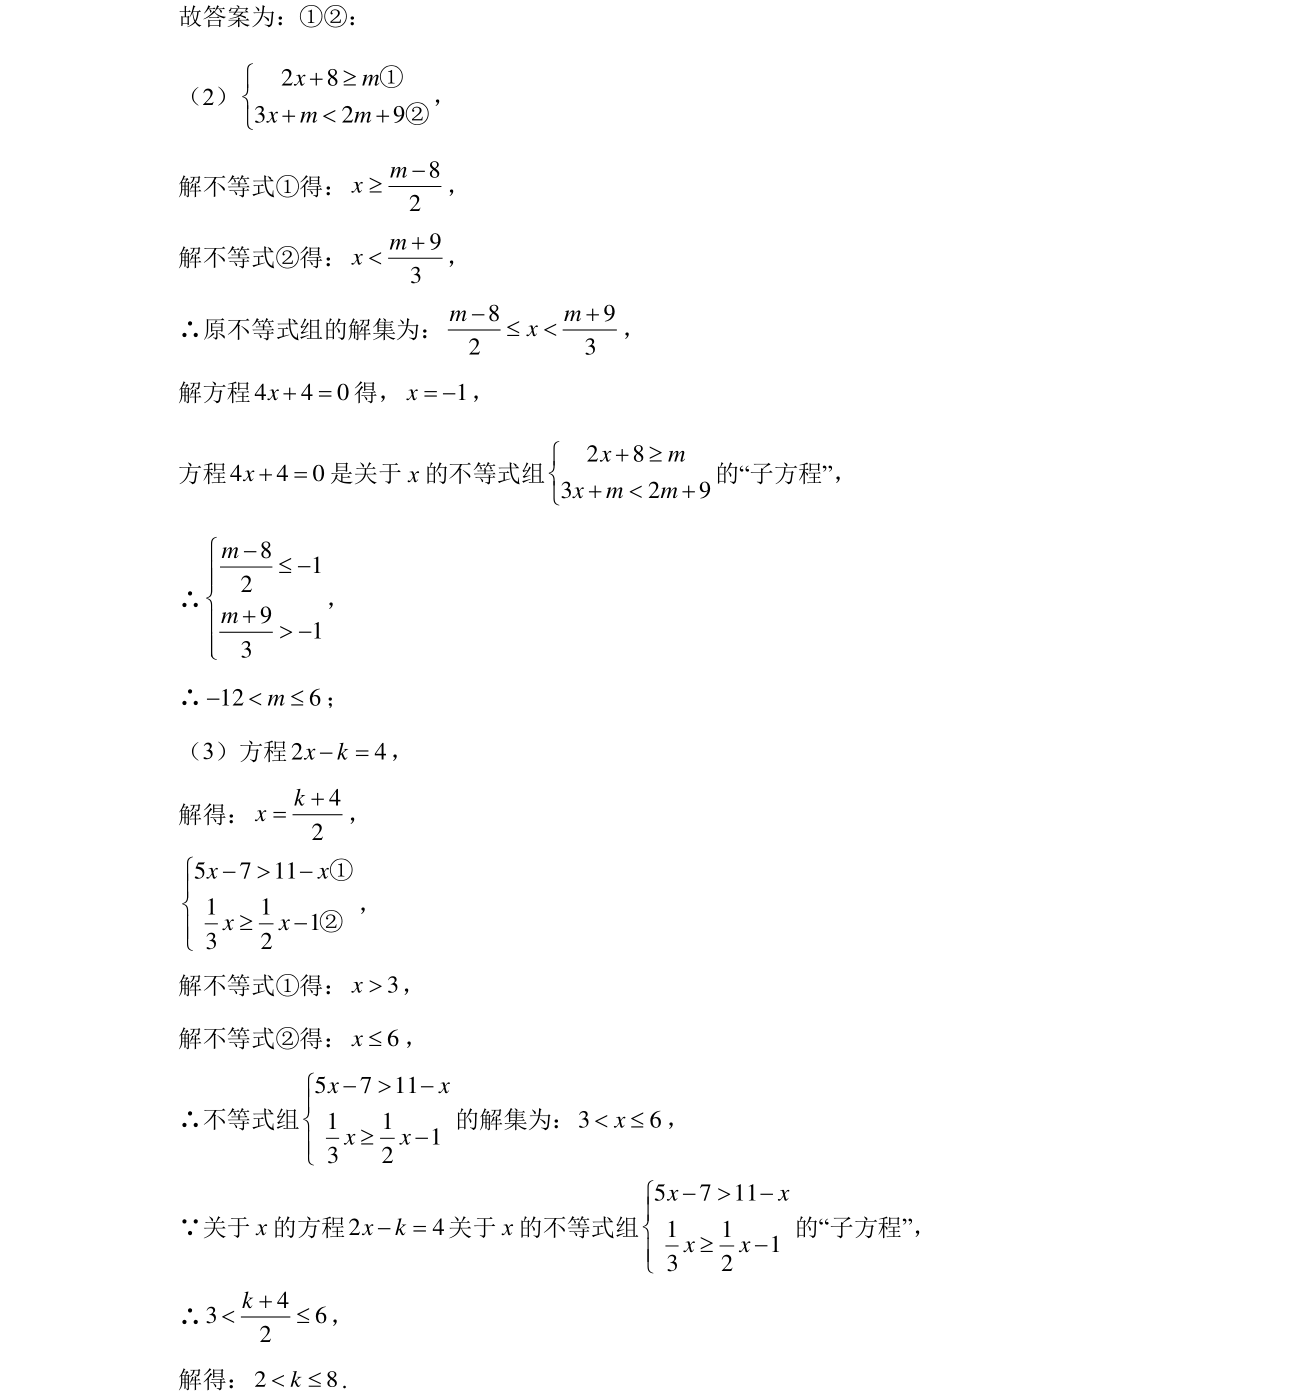 故答案为：①②：
（2）{2x+8≥m① 3x+m<2m+9②，
解不等式①得：x≥(m−8)/2，
解不等式②得：x<(m+9)/3，
∴原不等式组的解集为：(m−8)/2≤x<(m+9)/3，
解方程4x+4=0得，x=−1，
方程4x+4=0是关于x的不等式组{2x+8≥m 3x+m<2m+9的“子方程”，
∴{(m−8)/2≤−1 (m+9)/3>−1，
∴−12<m≤6；
（3）方程2x−k=4，
解得：x=(k+4)/2，
{5x−7>11−x① 1/3x≥1/2x−1②，
解不等式①得：x>3，
解不等式②得：x≤6，
∴不等式组{5x−7>11−x 1/3x≥1/2x−1的解集为：3<x≤6，
∵关于x的方程2x−k=4关于x的不等式组{5x−7>11−x 1/3x≥1/2x−1的“子方程”，
∴3<(k+4)/2≤6，
解得：2<k≤8.